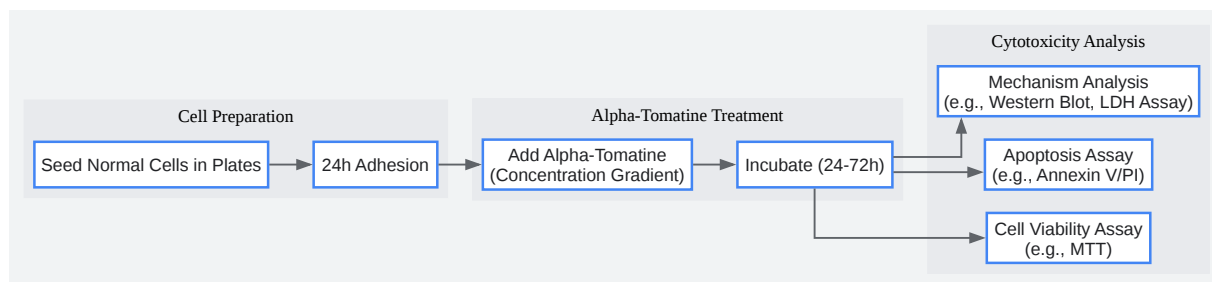 Cell Preparation
Seed Normal Cells in Plates
24h Adhesion
Alpha-Tomatine Treatment
Add Alpha-Tomatine
(Concentration Gradient)
Incubate (24-72h)
Cytotoxicity Analysis
Mechanism Analysis
(e.g., Western Blot, LDH Assay)
Apoptosis Assay
(e.g., Annexin V/PI)
Cell Viability Assay
(e.g., MTT)